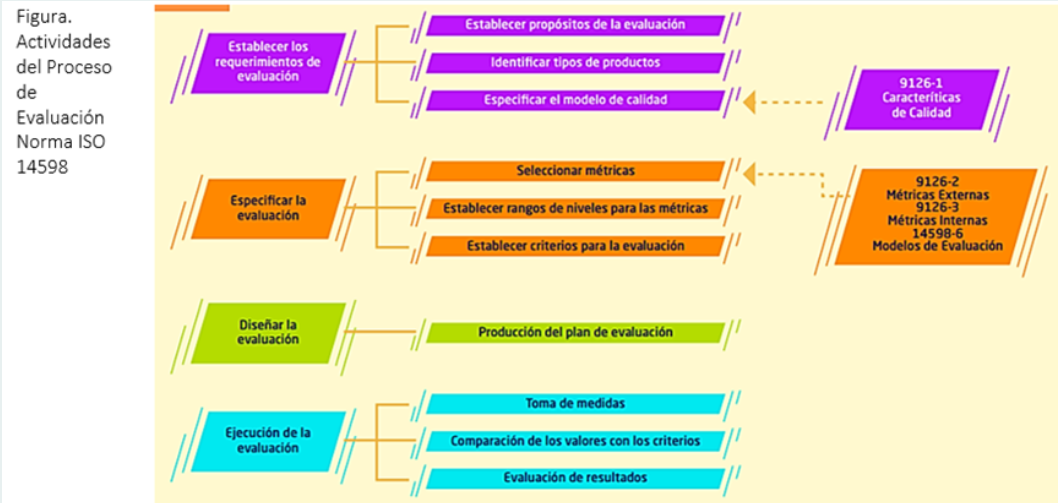 Figura.
Actividades
del Proceso
de
Evaluación
Norma ISO
14598
Establecer los
requerimientos de
evaluación
Establecer propósitos de la evaluación
Identificar tipos de productos
Especificar el modelo de calidad
9126-1
Caracteríticas
de Calidad
Especificar la
evaluación
Seleccionar métricas
Establecer rangos de niveles para las métricas
Establecer criterios para la evaluación
9126-2
Métricas Externas
9126-3
Métricas Internas
14598-6
Modelos de Evaluación
Diseñar la
evaluación
Producción del plan de evaluación
Ejecución de la
evaluación
Toma de medidas
Comparación de los valores con los criterios
Evaluación de resultados